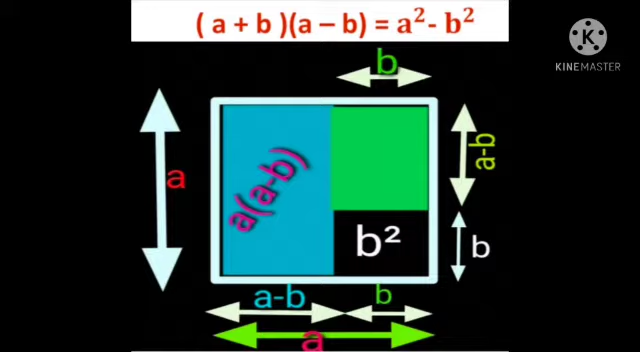 ( a + b )(a – b) = a² - b²
KINEMASTER
b
a
a(a-b)
a-b
b²
b
a-b
b
a